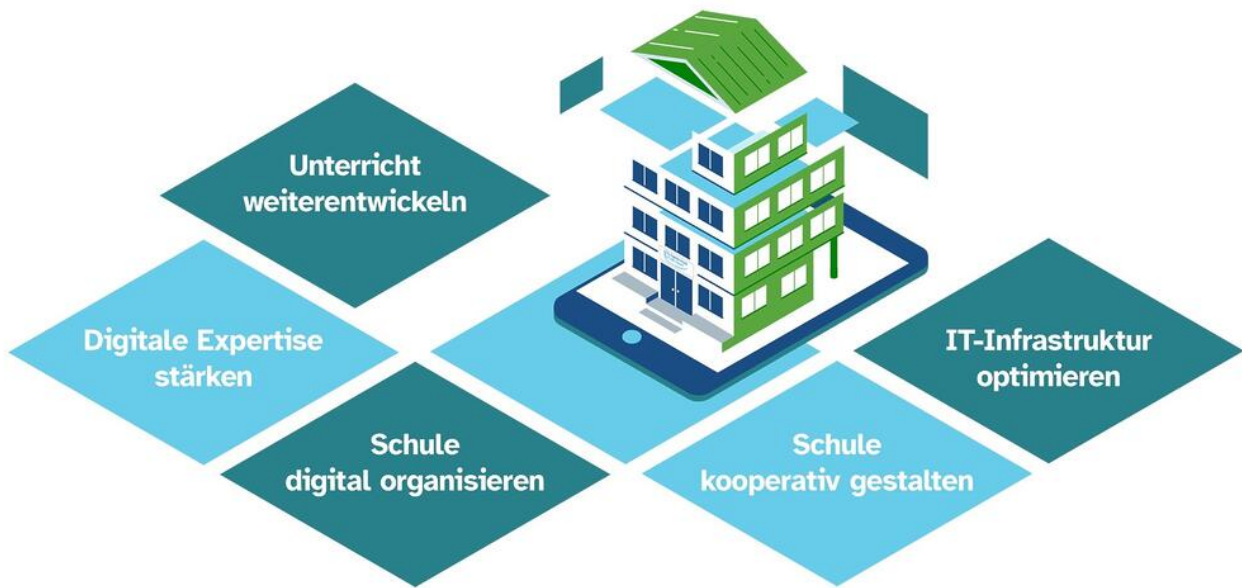 Unterricht
weiterentwickeln
Digitale Expertise
stärken
Schule
digital organisieren
Schule
kooperativ gestalten
IT-Infrastruktur
optimieren